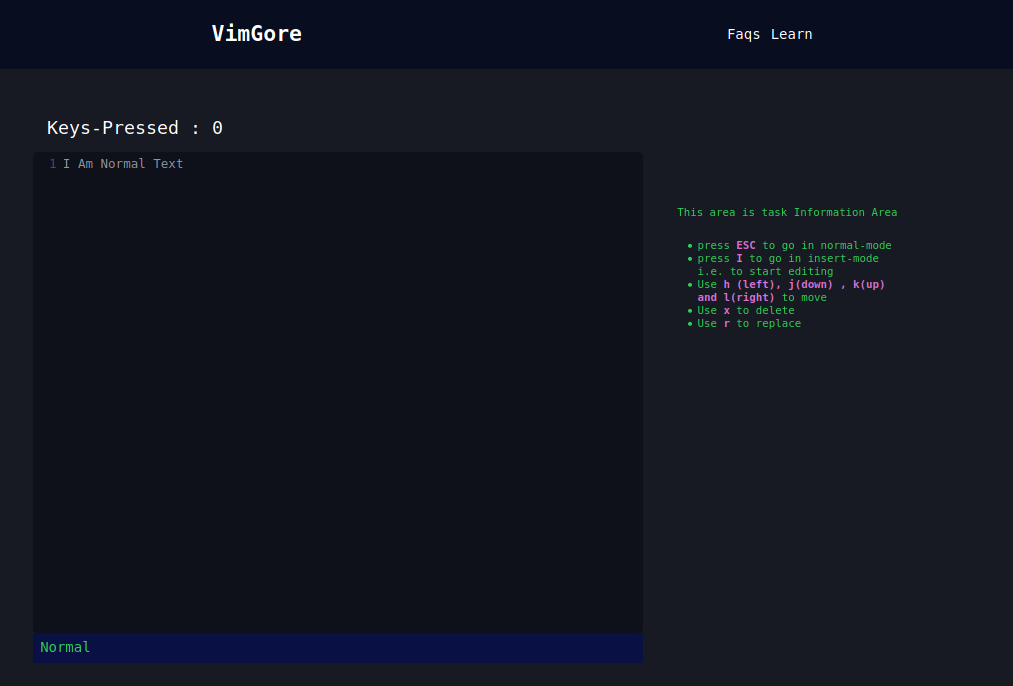 VimGore
Faqs Learn
Keys-Pressed : 0
1 I Am Normal Text
This area is task Information Area
press ESC to go in normal-mode
press I to go in insert-mode
i.e. to start editing
Use h (left), j(down) , k(up)
and l(right) to move
Use x to delete
Use r to replace
Normal